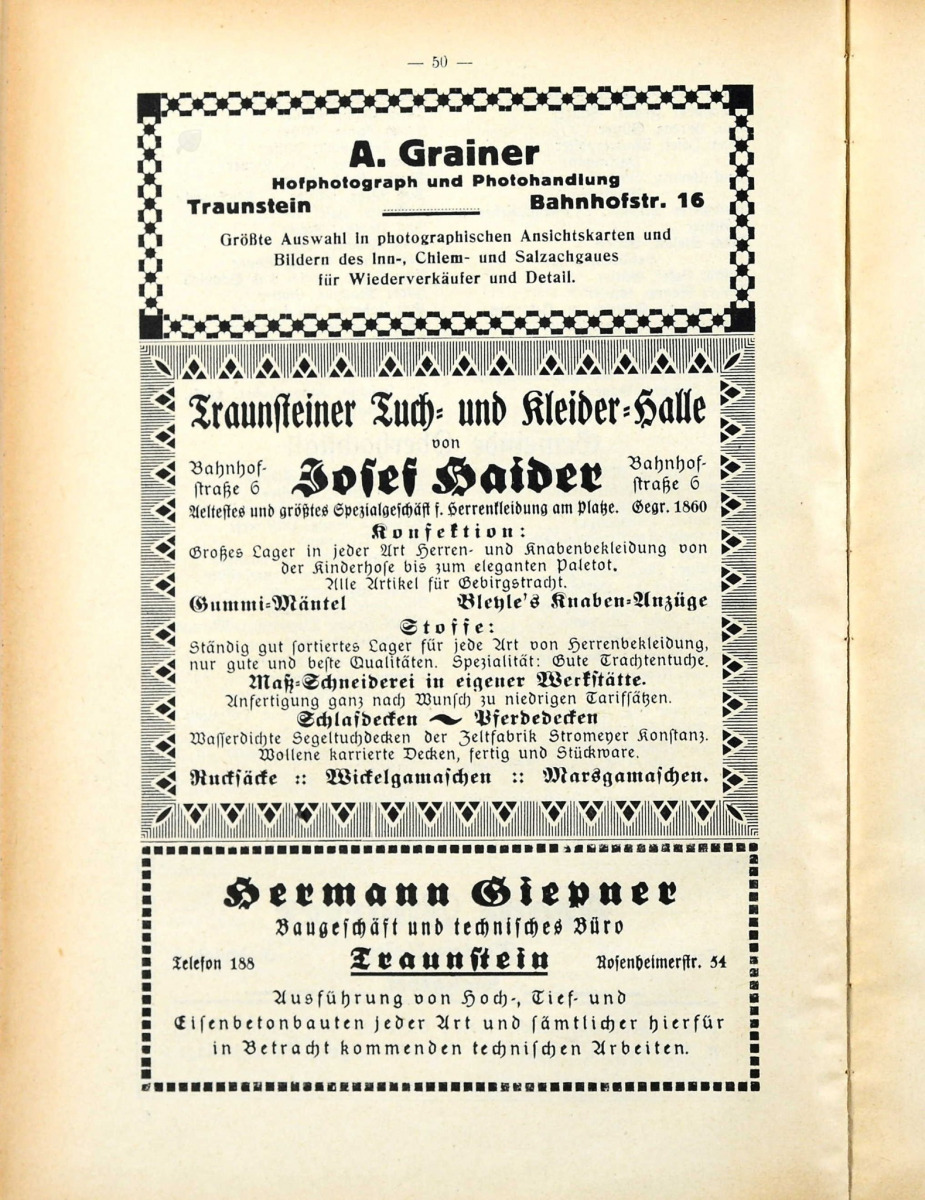 — 50 —
A. Grainer
Hofphotograph und Photohandlung
Traunstein Bahnhofstr. 16
Größte Auswahl in photographischen Ansichtskarten und
Bildern des Inn-, Chiem- und Salzachgaues
für Wiederverkäufer und Detail.
Traunsteiner Tuch- und Kleider-Halle
von
Bahnhof-
straße 6
Josef Haider
Bahnhof-
straße 6
Aeltestes und größtes Spezialgeschäft f. Herrenkleidung am Platze. Gegr. 1860
Konfektion:
Großes Lager in jeder Art Herren- und Knabenbekleidung von
der Kinderhose bis zum eleganten Paletot.
Alle Artikel für Gebirgstracht.
Gummi-Mäntel Bleyle's Knaben-Anzüge
Stoffe:
Ständig gut sortiertes Lager für jede Art von Herrenbekleidung,
nur gute und beste Qualitäten. Spezialität: Gute Trachtentuche.
Maß-Schneiderei in eigener Werkstätte.
Anfertigung ganz nach Wunsch zu niedrigen Tarifsätzen.
Schlafdecken Pferdedecken
Wasserdichte Segeltuchdecken der Zeltfabrik Stromeyer Konstanz.
Wollene karrierte Decken, fertig und Stückware.
Rucksäcke :: Wickelgamaschen :: Marsgamaschen.
Hermann Giepner
Baugeschäft und technisches Büro
Telefon 188 Traunstein Rosenheimerstr. 54
Ausführung von Hoch-, Tief- und
Eisenbetonbauten jeder Art und sämtlicher hierfür
in Betracht kommenden technischen Arbeiten.